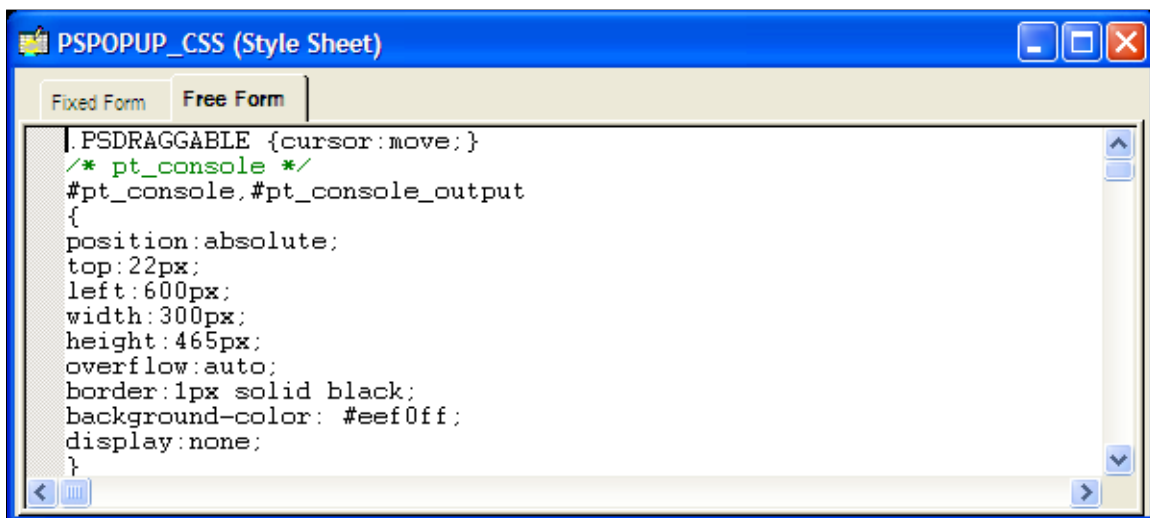 PSPOPUP_CSS (Style Sheet)
Fixed Form Free Form
.PSDRAGGABLE {cursor:move;}
/* pt_console */
#pt_console,#pt_console_output
{
position:absolute;
top:22px;
left:600px;
width:300px;
height:465px;
overflow:auto;
border:1px solid black;
background-color: #eef0ff;
display:none;
}